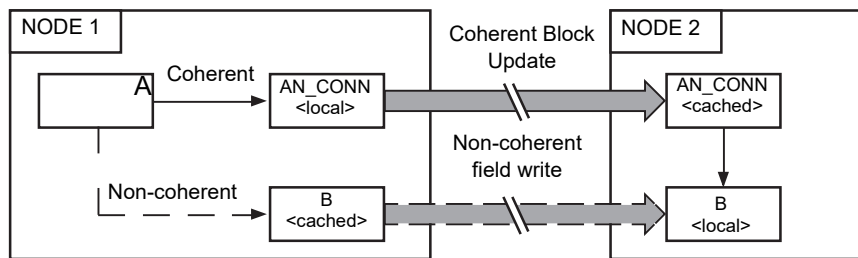 NODE 1
Coherent Block
Update
NODE 2
A
Coherent
AN_CONN
<local>
AN_CONN
<cached>
Non-coherent
field write
Non-coherent
B
<cached>
B
<local>